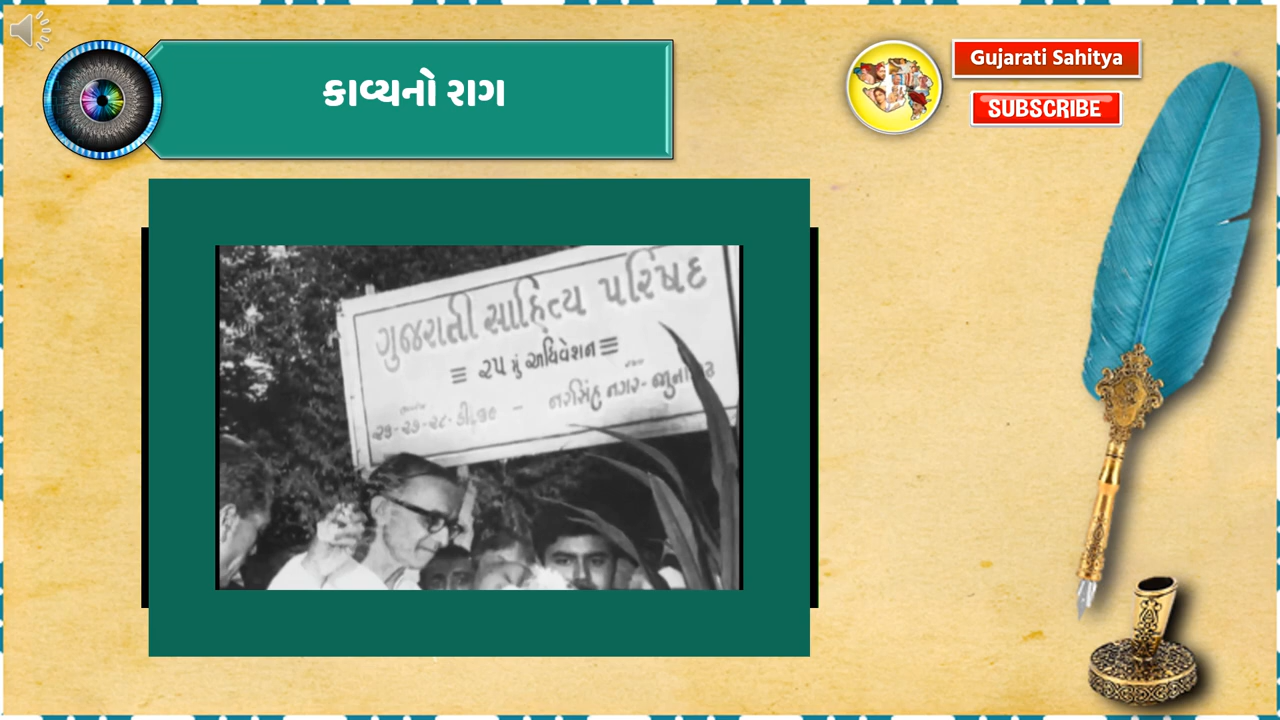 કાવ્યનો રાગ
Gujarati Sahitya
SUBSCRIBE
ગુજરાતી સાહિત્ય પરિષદ
૨૫ મું અધિવેશન
નરસિંહ નગર-